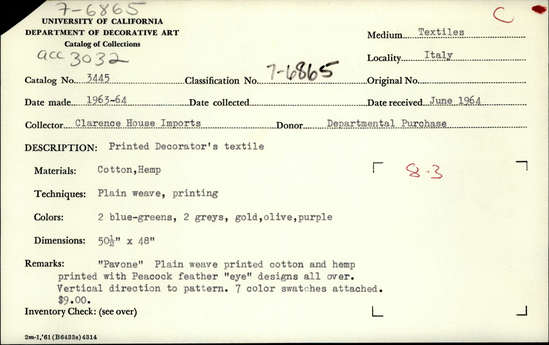 7-6865
C
UNIVERSITY OF CALIFORNIA
DEPARTMENT OF DECORATIVE ART
Catalog of Collections
acc 3032
Medium Textiles
Locality Italy
Catalog No. 3445 Classification No. 7-6865 Original No.
Date made 1963-64 Date collected Date received June 1964
Collector Clarence House Imports Donor Departmental Purchase
DESCRIPTION: Printed Decorator's textile
Materials: Cotton,Hemp
8-3
Techniques: Plain weave, printing
Colors: 2 blue-greens, 2 greys, gold,olive,purple
Dimensions: 50½" x 48"
Remarks: "Pavone" Plain weave printed cotton and hemp
printed with Peacock feather "eye" designs all over.
Vertical direction to pattern. 7 color swatches attached.
$9.00.
Inventory Check: (see over)
2m-1,'61(B6423s)4314